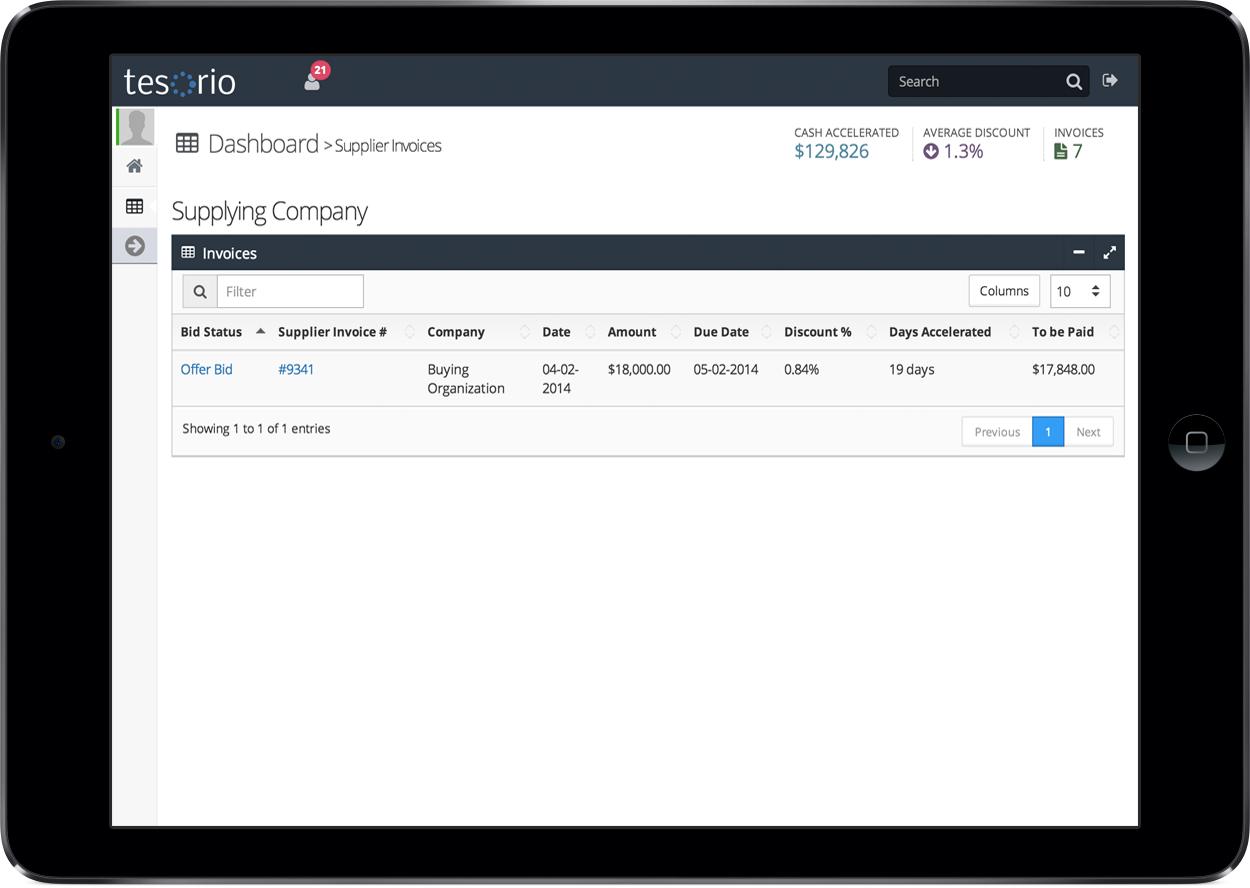 tesorio
21
Search
Dashboard > Supplier Invoices
CASH ACCELERATED
$129,826
AVERAGE DISCOUNT
1.3%
INVOICES
7
Supplying Company
Invoices
Filter
Columns
10
Bid Status Supplier Invoice # Company Date Amount Due Date Discount % Days Accelerated To be Paid
Offer Bid #9341 Buying 04-02- $18,000.00 05-02-2014 0.84% 19 days $17,848.00
Organization 2014
Showing 1 to 1 of 1 entries
Previous 1 Next